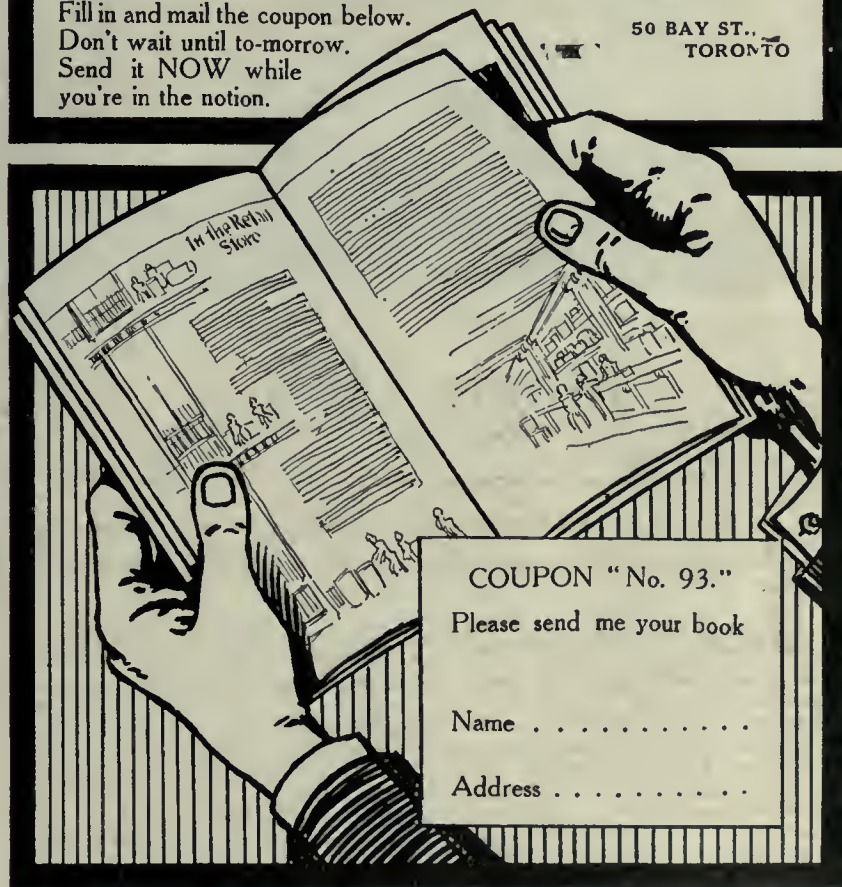 Fill in and mail the coupon below.
Don't wait until to-morrow.
Send it NOW while
you're in the notion.
50 BAY ST.,
TORONTO
In the Retail
Store
COUPON "No. 93."
Please send me your book
Name . . . . . . . . . . .
Address . . . . . . . . . .